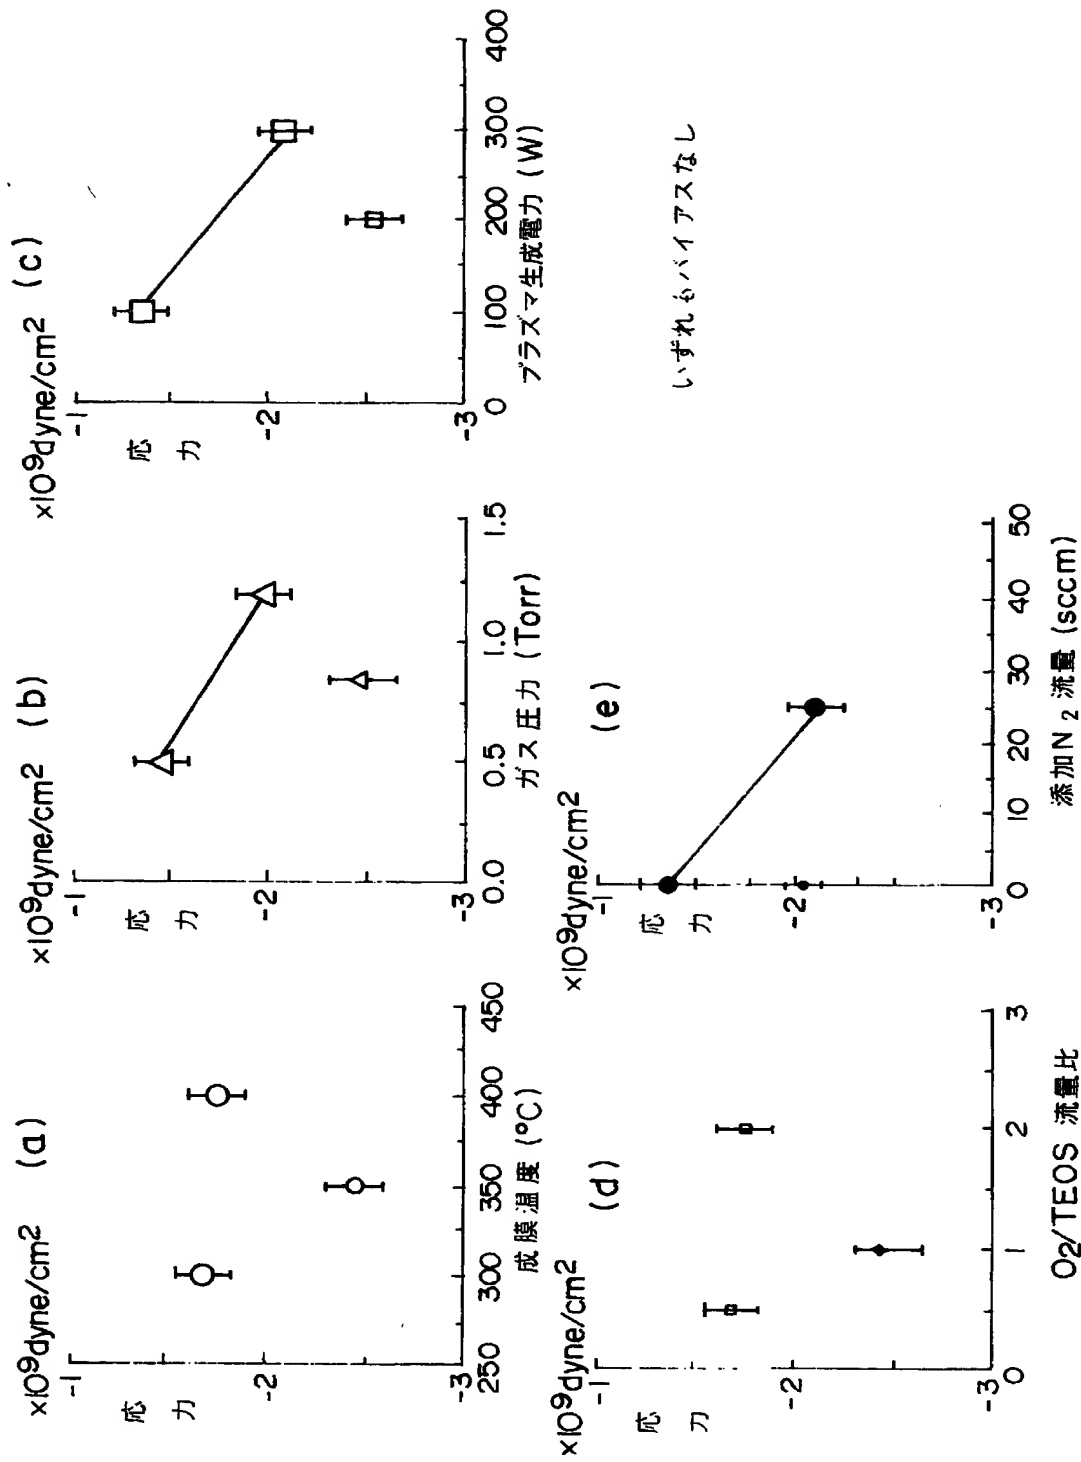 (a)
×10⁹dyne/cm²
-1
応力
-2
-3
250 300 350 400 450
成膜温度 (°C)
(b)
×10⁹dyne/cm²
-1
応力
-2
-3
0.0 0.5 1.0 1.5
ガス圧力 (Torr)
(c)
×10⁹dyne/cm²
-1
応力
-2
-3
0 100 200 300 400
プラズマ生成電力 (W)
(d)
×10⁹dyne/cm²
-1
応力
-2
-3
0 1 2 3
O₂/TEOS 流量比
(e)
×10⁹dyne/cm²
-1
応力
-2
-3
0 10 20 30 40 50
添加N₂流量 (sccm)
いずれもバイアスなし